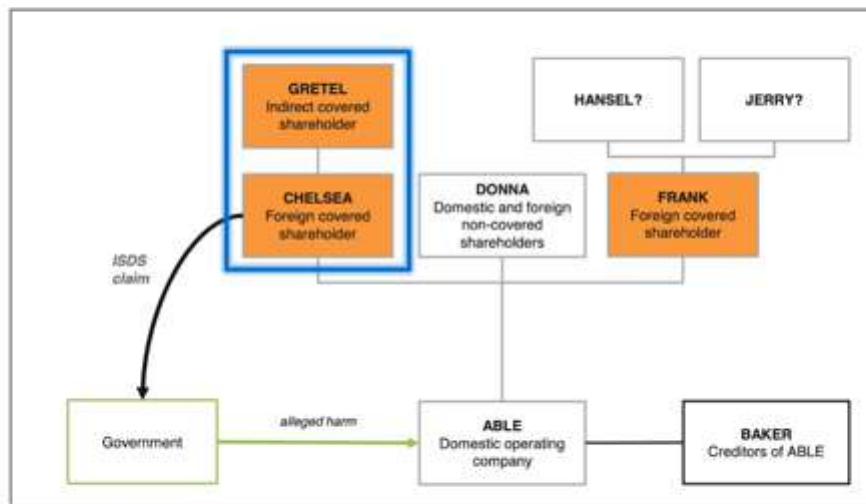 GRETEL
Indirect covered
shareholder
HANSEL?
JERRY?
CHELSEA
Foreign covered
shareholder
DONNA
Domestic and foreign
non-covered
shareholders
FRANK
Foreign covered
shareholder
ISDS
claim
Government
alleged harm
ABLE
Domestic operating
company
BAKER
Creditors of ABLE